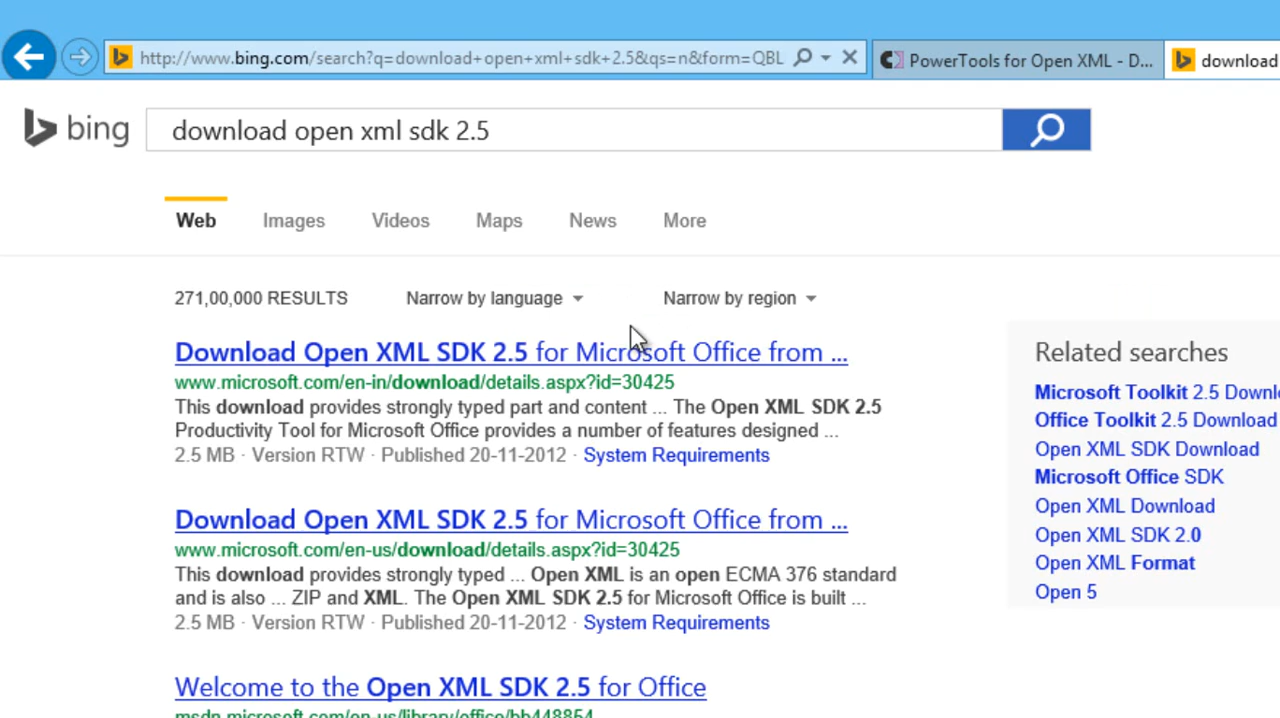 http://www.bing.com/search?q=download+open+xml+sdk+2.5&qs=n&form=QBL
PowerTools for Open XML - D...
download
bing
download open xml sdk 2.5
Web
Images
Videos
Maps
News
More
271,00,000 RESULTS
Narrow by language
Narrow by region
Download Open XML SDK 2.5 for Microsoft Office from ...
www.microsoft.com/en-in/download/details.aspx?id=30425
This download provides strongly typed part and content ... The Open XML SDK 2.5
Productivity Tool for Microsoft Office provides a number of features designed ...
2.5 MB · Version RTW · Published 20-11-2012 · System Requirements
Download Open XML SDK 2.5 for Microsoft Office from ...
www.microsoft.com/en-us/download/details.aspx?id=30425
This download provides strongly typed ... Open XML is an open ECMA 376 standard
and is also ... ZIP and XML. The Open XML SDK 2.5 for Microsoft Office is built ...
2.5 MB · Version RTW · Published 20-11-2012 · System Requirements
Welcome to the Open XML SDK 2.5 for Office
msdn.microsoft.com/en-us/library/office/bb448854
Related searches
Microsoft Toolkit 2.5 Downl
Office Toolkit 2.5 Download
Open XML SDK Download
Microsoft Office SDK
Open XML Download
Open XML SDK 2.0
Open XML Format
Open 5